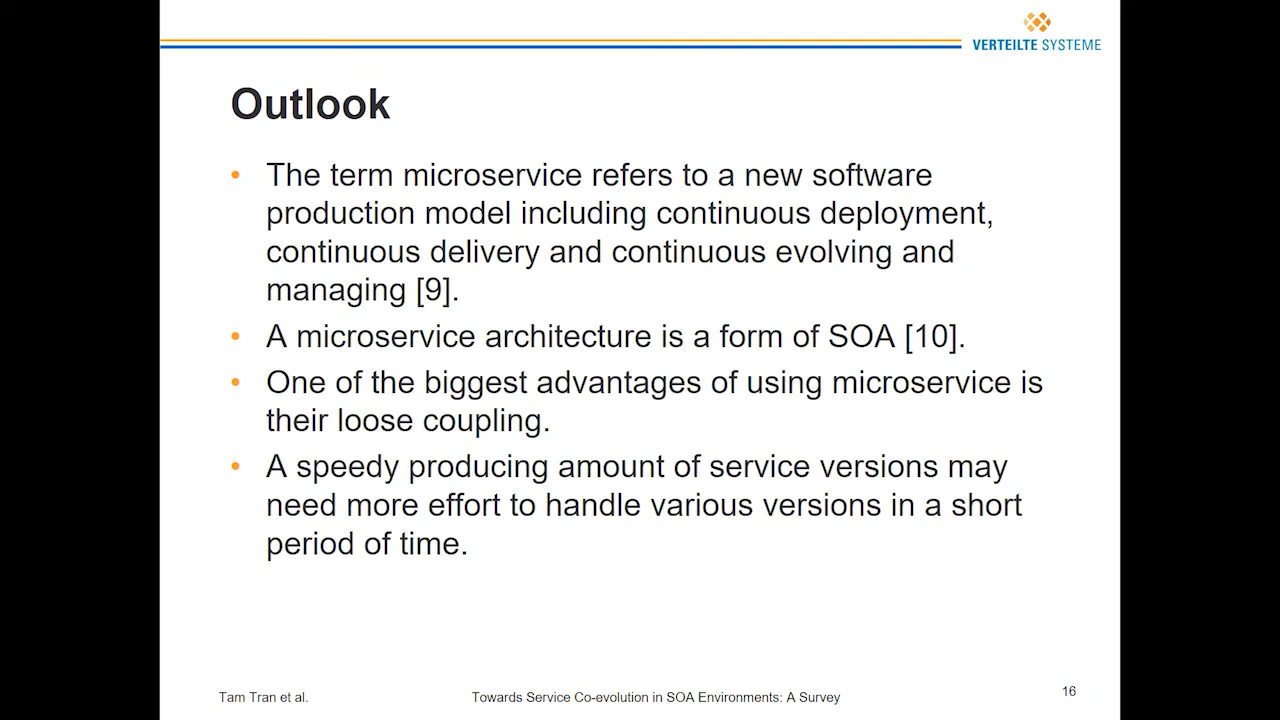 VERTEILTE SYSTEME
Outlook
• The term microservice refers to a new software
production model including continuous deployment,
continuous delivery and continuous evolving and
managing [9].
• A microservice architecture is a form of SOA [10].
• One of the biggest advantages of using microservice is
their loose coupling.
• A speedy producing amount of service versions may
need more effort to handle various versions in a short
period of time.
Tam Tran et al.
Towards Service Co-evolution in SOA Environments: A Survey
16